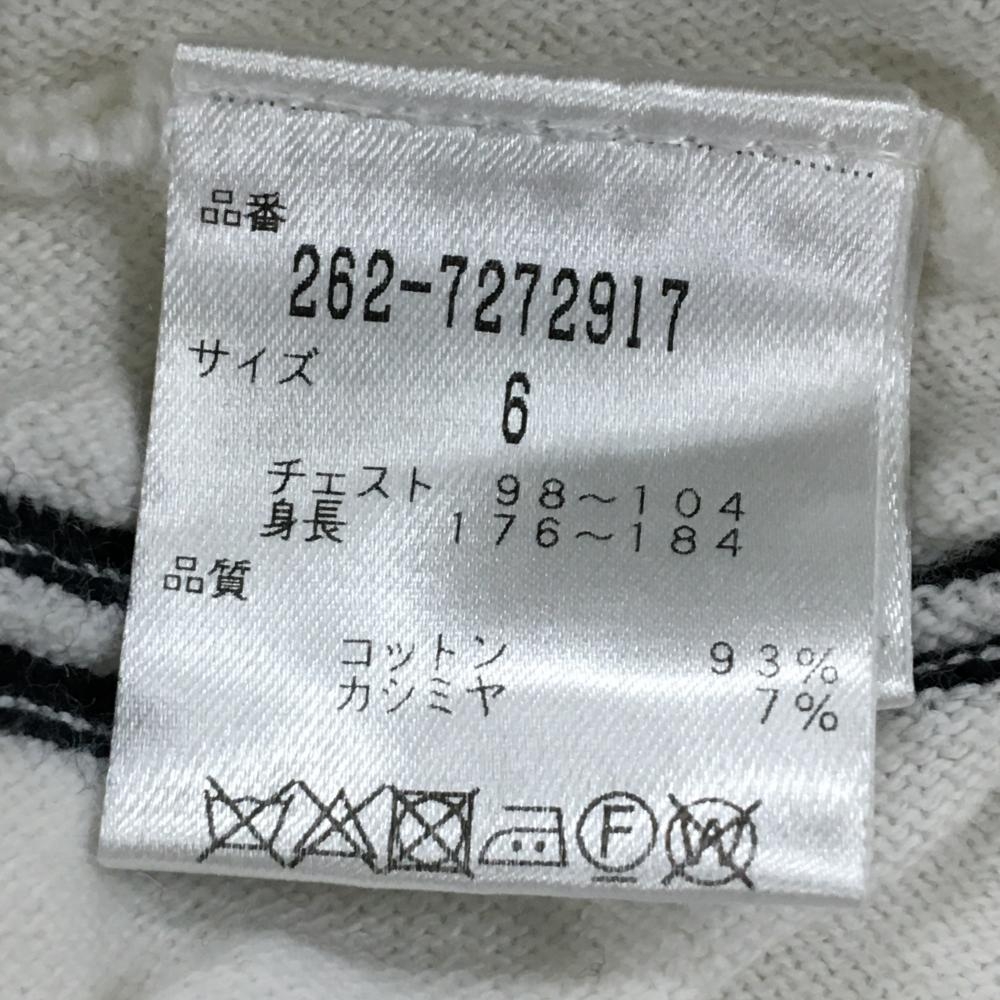 品番
262-7272917
サイズ
6
チェスト 98〜104
身長 176〜184
品質
コットン 93%
カシミヤ 7%
F W